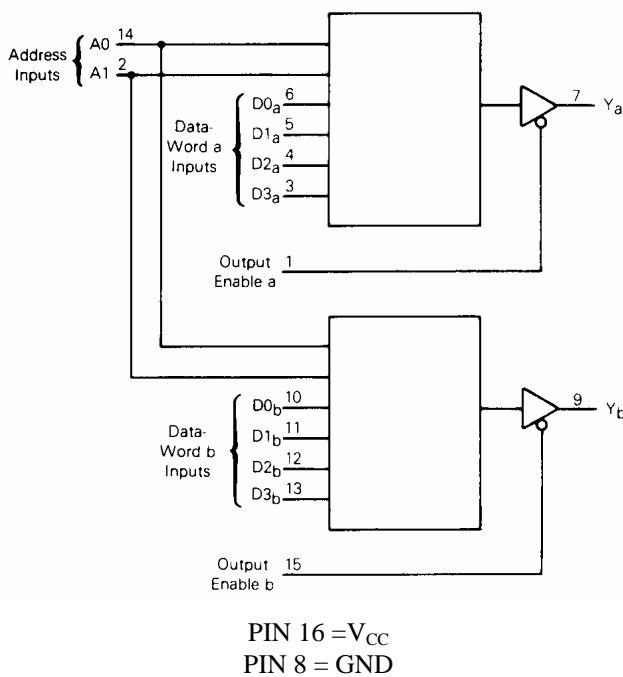 Address
Inputs
A0 14
A1 2
D0a 6
D1a 5
D2a 4
D3a 3
Data-
Word a
Inputs
7 Ya
Output
Enable a
1
D0b 10
D1b 11
D2b 12
D3b 13
Data-
Word b
Inputs
9 Yb
Output
Enable b
15
PIN 16 =VCC
PIN 8 = GND